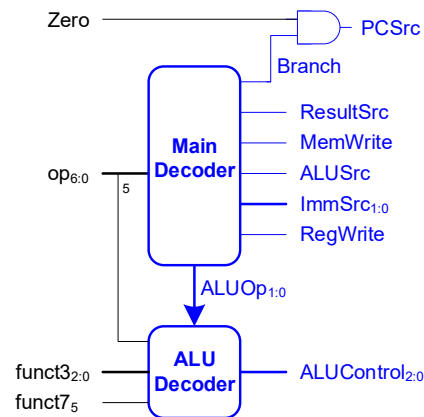 Zero
PCSrc
Branch
ResultSrc
Main
Decoder
MemWrite
op6:0
5
ALUSrc
ImmSrc1:0
RegWrite
ALUOp1:0
ALU
Decoder
funct32:0
ALUControl2:0
funct75